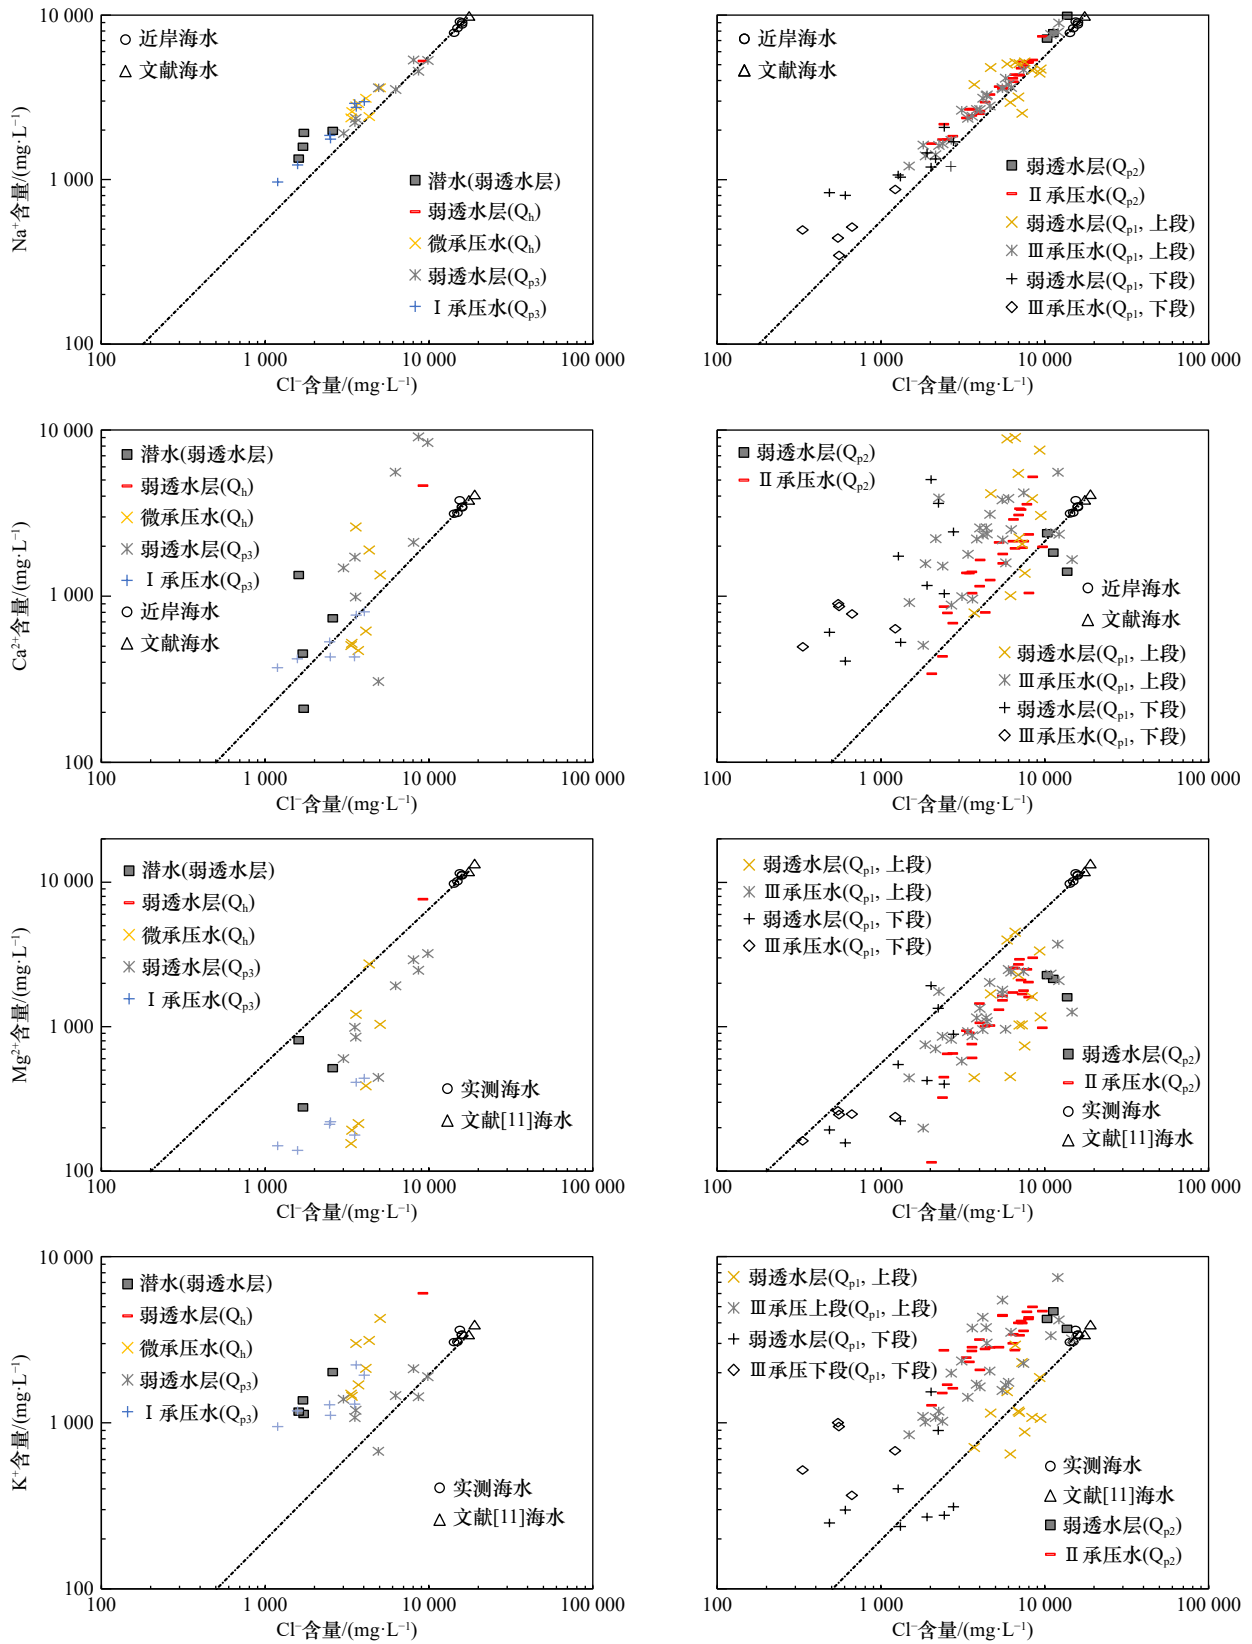 10 000
1 000
100
100
1 000
10 000
100 000
Na⁺含量/(mg·L⁻¹)
Cl⁻含量/(mg·L⁻¹)
近岸海水
文献海水
潜水(弱透水层)
弱透水层(Qh)
微承压水(Qh)
弱透水层(Qp3)
Ⅰ承压水(Qp3)
100
1 000
10 000
100 000
Cl⁻含量/(mg·L⁻¹)
近岸海水
文献海水
弱透水层(Qp2)
Ⅱ承压水(Qp2)
弱透水层(Qp1, 上段)
Ⅲ承压水(Qp1, 上段)
弱透水层(Qp1, 下段)
Ⅲ承压水(Qp1, 下段)
10 000
1 000
100
100
1 000
10 000
100 000
Ca²⁺含量/(mg·L⁻¹)
Cl⁻含量/(mg·L⁻¹)
潜水(弱透水层)
弱透水层(Qh)
微承压水(Qh)
弱透水层(Qp3)
Ⅰ承压水(Qp3)
近岸海水
文献海水
100
1 000
10 000
100 000
Cl⁻含量/(mg·L⁻¹)
弱透水层(Qp2)
Ⅱ承压水(Qp2)
近岸海水
文献海水
弱透水层(Qp1, 上段)
Ⅲ承压水(Qp1, 上段)
弱透水层(Qp1, 下段)
Ⅲ承压水(Qp1, 下段)
10 000
1 000
100
100
1 000
10 000
100 000
Mg²⁺含量/(mg·L⁻¹)
Cl⁻含量/(mg·L⁻¹)
潜水(弱透水层)
弱透水层(Qh)
微承压水(Qh)
弱透水层(Qp3)
Ⅰ承压水(Qp3)
实测海水
文献[11]海水
100
1 000
10 000
100 000
Cl⁻含量/(mg·L⁻¹)
弱透水层(Qp1, 上段)
Ⅲ承压水(Qp1, 上段)
弱透水层(Qp1, 下段)
Ⅲ承压水(Qp1, 下段)
弱透水层(Qp2)
Ⅱ承压水(Qp2)
实测海水
文献[11]海水
10 000
1 000
100
100
1 000
10 000
100 000
K⁺含量/(mg·L⁻¹)
Cl⁻含量/(mg·L⁻¹)
潜水(弱透水层)
弱透水层(Qh)
微承压水(Qh)
弱透水层(Qp3)
Ⅰ承压水(Qp3)
实测海水
文献[11]海水
100
1 000
10 000
100 000
Cl⁻含量/(mg·L⁻¹)
弱透水层(Qp1, 上段)
Ⅲ承压上段(Qp1, 上段)
弱透水层(Qp1, 下段)
Ⅲ承压下段(Qp1, 下段)
实测海水
文献[11]海水
弱透水层(Qp2)
Ⅱ承压水(Qp2)